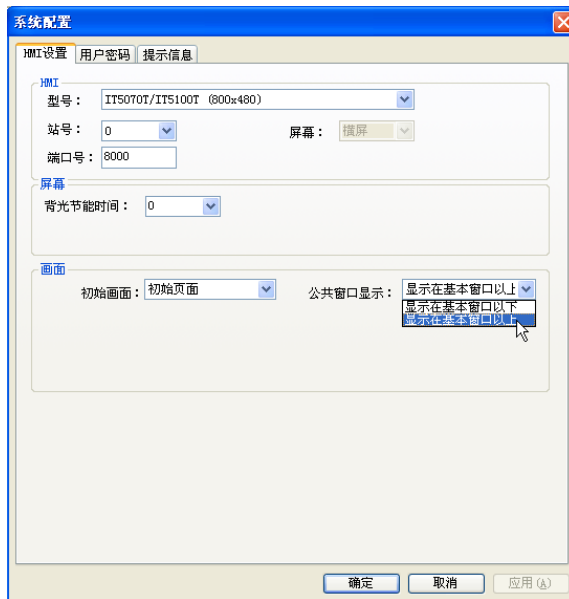 系统配置
HMI设置 用户密码 提示信息
HMI
型号： IT5070T/IT5100T (800x480)
站号： 0 屏幕： 横屏
端口号： 8000
屏幕
背光节能时间： 0
画面
初始画面： 初始页面 公共窗口显示： 显示在基本窗口以上
显示在基本窗口以下
显示在基本窗口以上
确定 取消 应用(A)